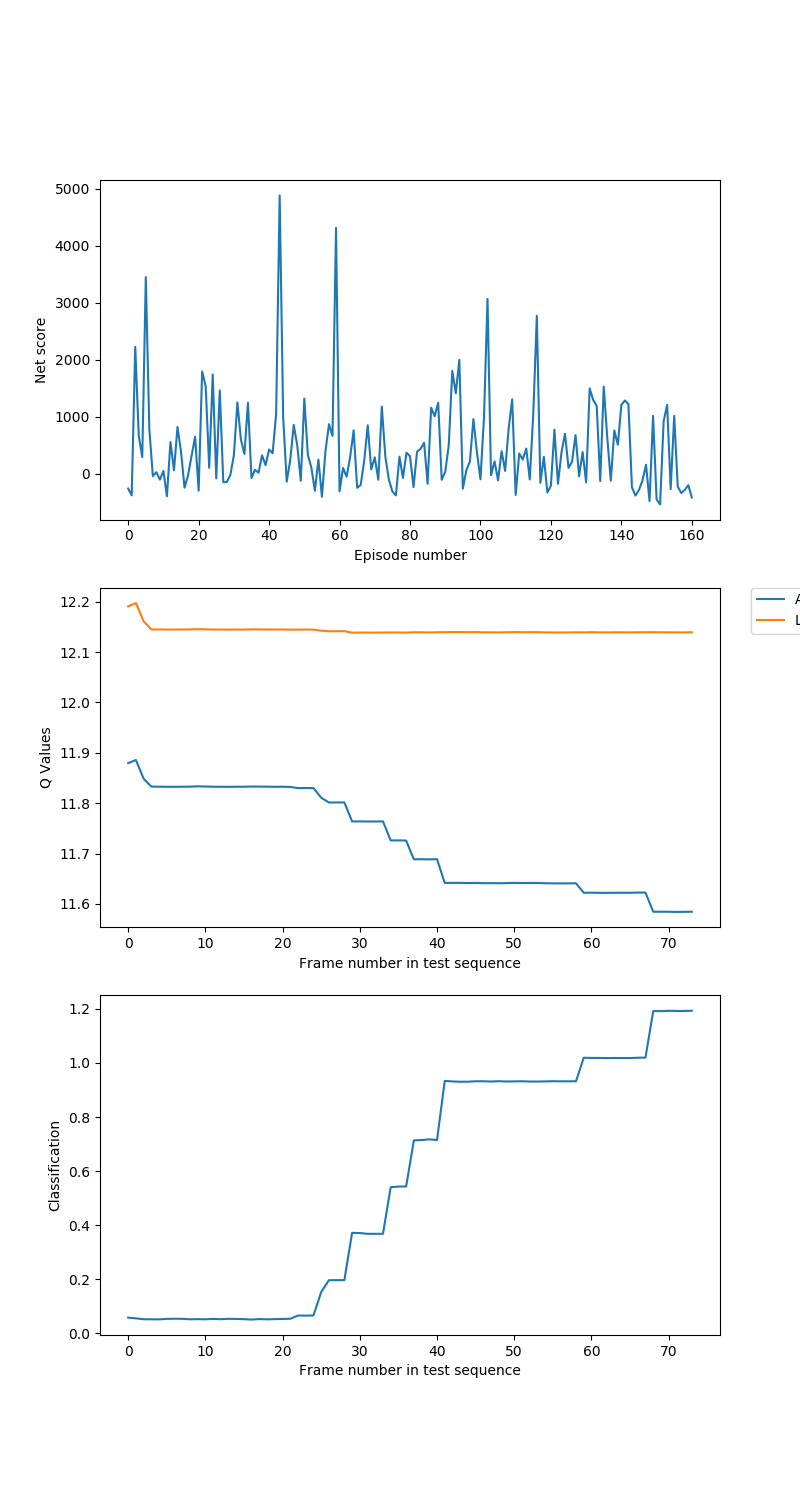 5000
4000
3000
2000
1000
0
Net score
0 20 40 60 80 100 120 140 160
Episode number
12.2
12.1
12.0
11.9
11.8
11.7
11.6
Q Values
0 10 20 30 40 50 60 70
Frame number in test sequence
1.2
1.0
0.8
0.6
0.4
0.2
0.0
Classification
0 10 20 30 40 50 60 70
Frame number in test sequence